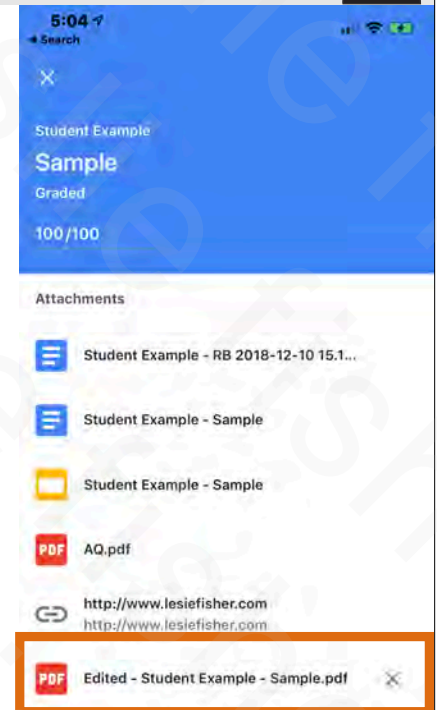 5:04
Search
Student Example
Sample
Graded
100/100
Attachments
Student Example - RB 2018-12-10 15.1...
Student Example - Sample
Student Example - Sample
PDF AQ.pdf
http://www.lesiefisher.com
http://www.lesiefisher.com
PDF Edited - Student Example - Sample.pdf